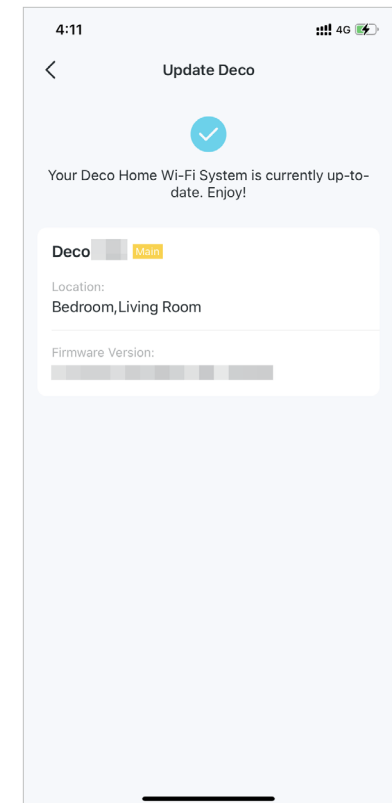 4:11
4G
Update Deco
Your Deco Home Wi-Fi System is currently up-to-
date. Enjoy!
Deco
Main
Location:
Bedroom,Living Room
Firmware Version: